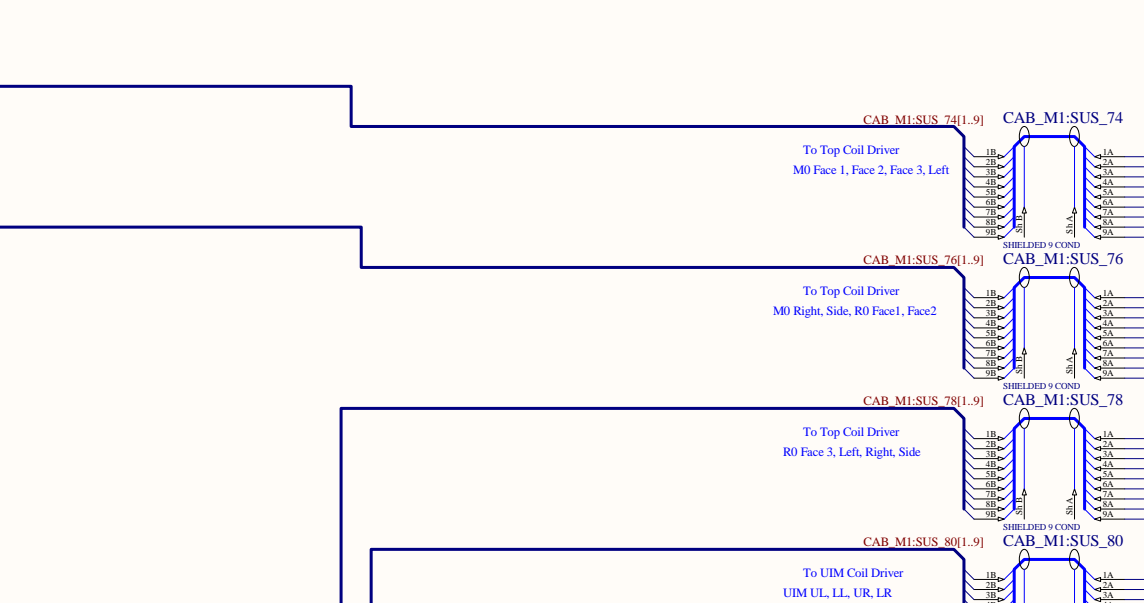 CAB_M1:SUS_74[1..9] CAB_M1:SUS_74
To Top Coil Driver
M0 Face 1, Face 2, Face 3, Left
1B 1A
2B 2A
3B 3A
4B 4A
5B 5A
6B 6A
7B 7A
8B 8A
9B 9A
Sh B Sh A
SHIELDED 9 COND
CAB_M1:SUS_76[1..9] CAB_M1:SUS_76
To Top Coil Driver
M0 Right, Side, R0 Face1, Face2
1B 1A
2B 2A
3B 3A
4B 4A
5B 5A
6B 6A
7B 7A
8B 8A
9B 9A
Sh B Sh A
SHIELDED 9 COND
CAB_M1:SUS_78[1..9] CAB_M1:SUS_78
To Top Coil Driver
R0 Face 3, Left, Right, Side
1B 1A
2B 2A
3B 3A
4B 4A
5B 5A
6B 6A
7B 7A
8B 8A
9B 9A
Sh B Sh A
SHIELDED 9 COND
CAB_M1:SUS_80[1..9] CAB_M1:SUS_80
To UIM Coil Driver
UIM UL, LL, UR, LR
1B 1A
2B 2A
3B 3A